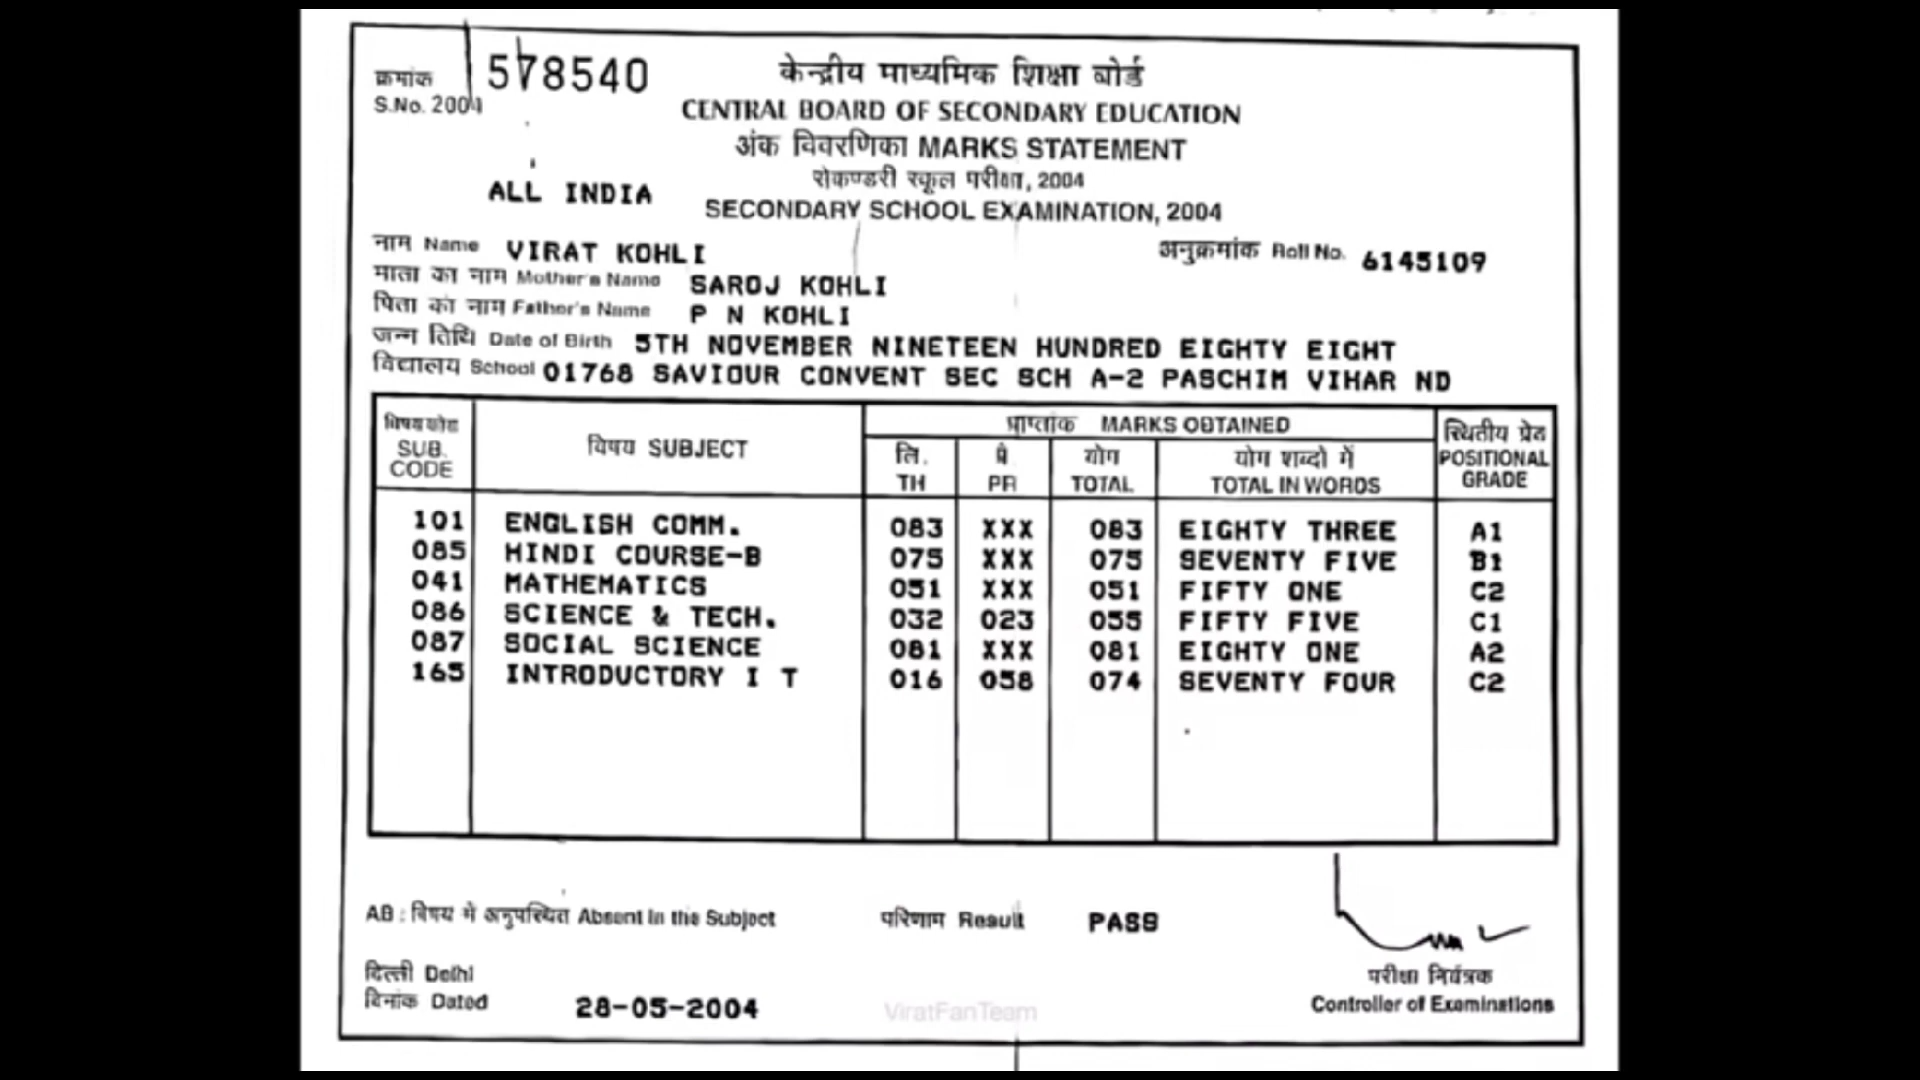 क्रमांक 578540
S.No. 2004
केन्द्रीय माध्यमिक शिक्षा बोर्ड
CENTRAL BOARD OF SECONDARY EDUCATION
अंक विवरणिका MARKS STATEMENT
सेकण्डरी स्कूल परीक्षा, 2004
ALL INDIA
SECONDARY SCHOOL EXAMINATION, 2004
नाम Name VIRAT KOHLI अनुक्रमांक Roll No. 6145109
माता का नाम Mother's Name SAROJ KOHLI
पिता का नाम Father's Name P N KOHLI
जन्म तिथि Date of Birth 5TH NOVEMBER NINETEEN HUNDRED EIGHTY EIGHT
विद्यालय School 01768 SAVIOUR CONVENT SEC SCH A-2 PASCHIM VIHAR ND
विषय कोड SUB. CODE विषय SUBJECT प्राप्तांक MARKS OBTAINED स्थितीय ग्रेड POSITIONAL GRADE
लि. TH प्रै PR योग TOTAL योग शब्दो में TOTAL IN WORDS
101 ENGLISH COMM. 083 XXX 083 EIGHTY THREE A1
085 HINDI COURSE-B 075 XXX 075 SEVENTY FIVE B1
041 MATHEMATICS 051 XXX 051 FIFTY ONE C2
086 SCIENCE & TECH. 032 023 055 FIFTY FIVE C1
087 SOCIAL SCIENCE 081 XXX 081 EIGHTY ONE A2
165 INTRODUCTORY I T 016 058 074 SEVENTY FOUR C2
AB : विषय में अनुपस्थित Absent in the Subject परिणाम Result PASS
दिल्ली Delhi
दिनांक Dated 28-05-2004
ViratFanTeam
परीक्षा नियंत्रक
Controller of Examinations